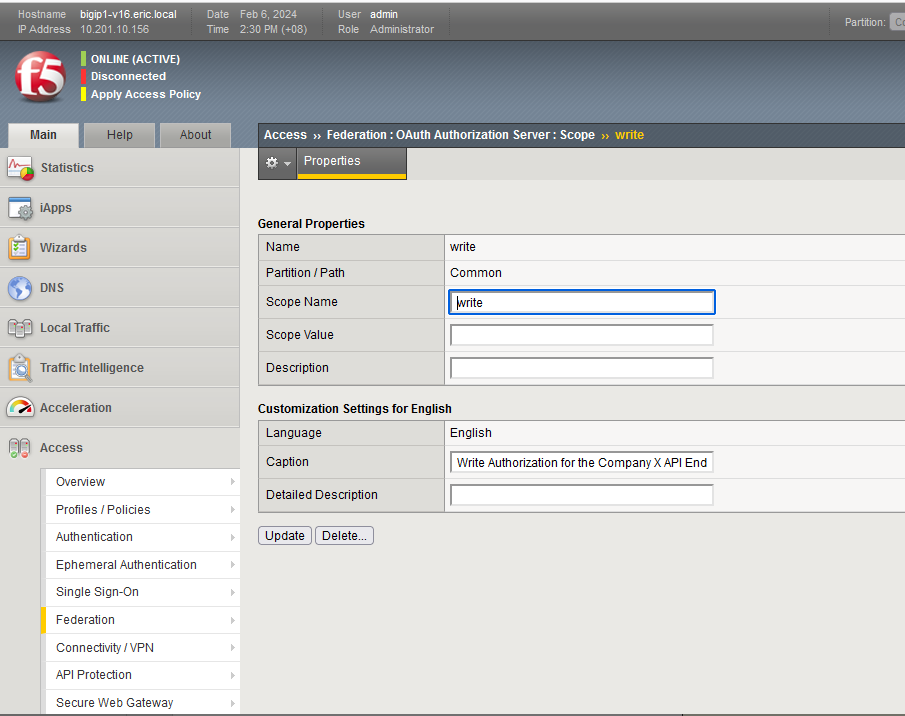 Hostname bigip1-v16.eric.local Date Feb 6, 2024 User admin
IP Address 10.201.10.156 Time 2:30 PM (+08) Role Administrator
Partition: Co
f5
ONLINE (ACTIVE)
Disconnected
Apply Access Policy
Main Help About
Access ›› Federation : OAuth Authorization Server : Scope ›› write
Properties
Statistics
iApps
Wizards
DNS
Local Traffic
Traffic Intelligence
Acceleration
Access
Overview
Profiles / Policies
Authentication
Ephemeral Authentication
Single Sign-On
Federation
Connectivity / VPN
API Protection
Secure Web Gateway
General Properties
Name write
Partition / Path Common
Scope Name write
Scope Value
Description
Customization Settings for English
Language English
Caption Write Authorization for the Company X API End
Detailed Description
Update Delete...